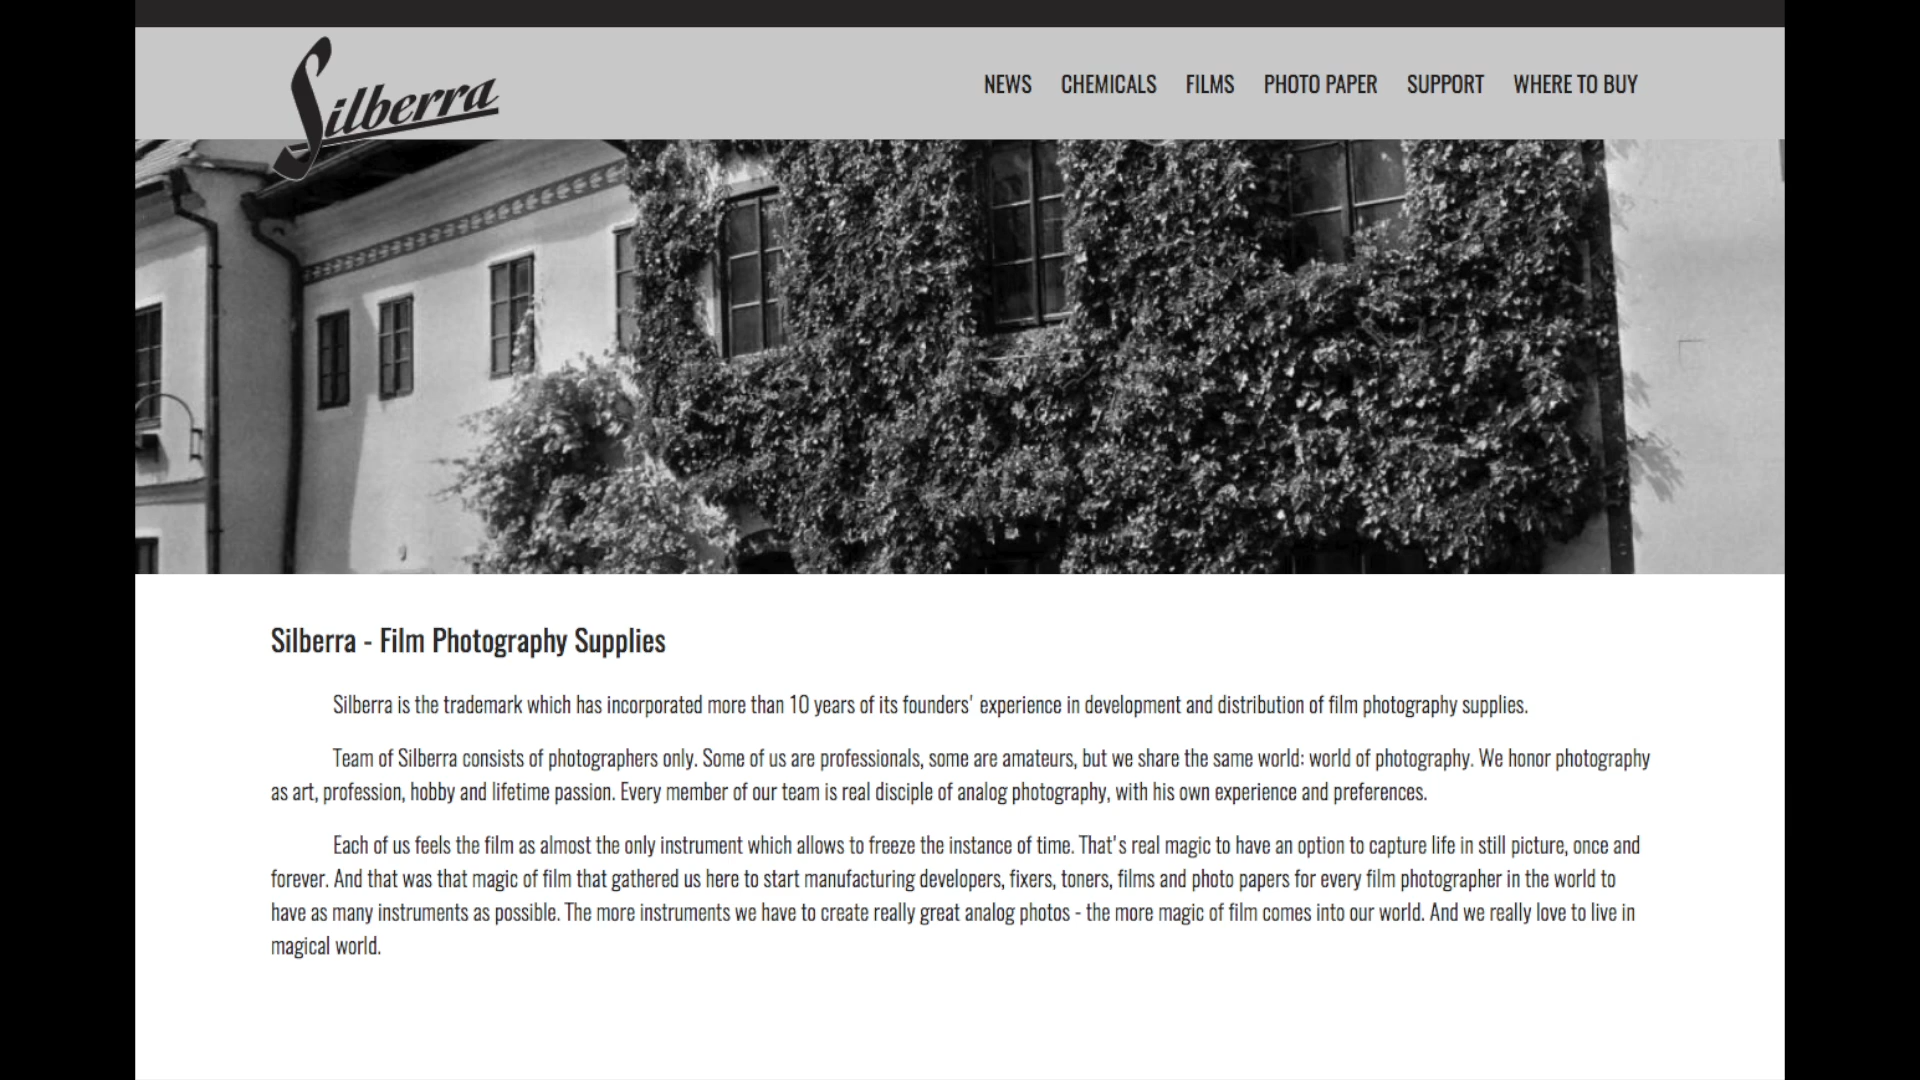 Silberra
NEWS CHEMICALS FILMS PHOTO PAPER SUPPORT WHERE TO BUY
Silberra - Film Photography Supplies
Silberra is the trademark which has incorporated more than 10 years of its founders' experience in development and distribution of film photography supplies.
Team of Silberra consists of photographers only. Some of us are professionals, some are amateurs, but we share the same world: world of photography. We honor photography
as art, profession, hobby and lifetime passion. Every member of our team is real disciple of analog photography, with his own experience and preferences.
Each of us feels the film as almost the only instrument which allows to freeze the instance of time. That's real magic to have an option to capture life in still picture, once and
forever. And that was that magic of film that gathered us here to start manufacturing developers, fixers, toners, films and photo papers for every film photographer in the world to
have as many instruments as possible. The more instruments we have to create really great analog photos - the more magic of film comes into our world. And we really love to live in
magical world.